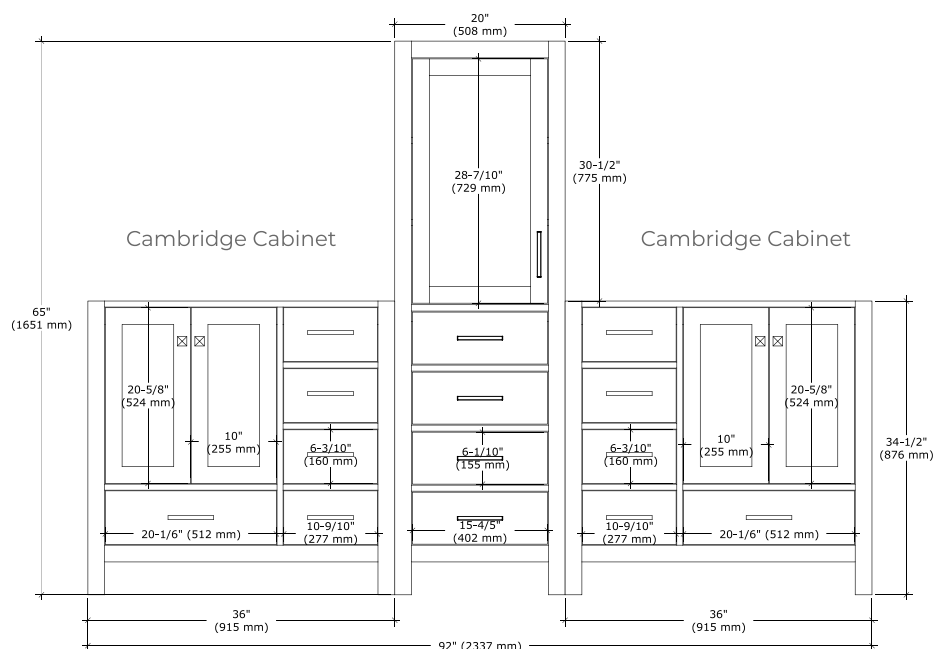 20"
(508 mm)
30-1/2"
(775 mm)
28-7/10"
(729 mm)
Cambridge Cabinet
Cambridge Cabinet
65"
(1651 mm)
20-5/8"
(524 mm)
20-5/8"
(524 mm)
10"
(255 mm)
6-3/10"
(160 mm)
6-1/10"
(155 mm)
6-3/10"
(160 mm)
10"
(255 mm)
34-1/2"
(876 mm)
20-1/6" (512 mm)
10-9/10"
(277 mm)
15-4/5"
(402 mm)
10-9/10"
(277 mm)
20-1/6" (512 mm)
36"
(915 mm)
36"
(915 mm)
92" (2337 mm)